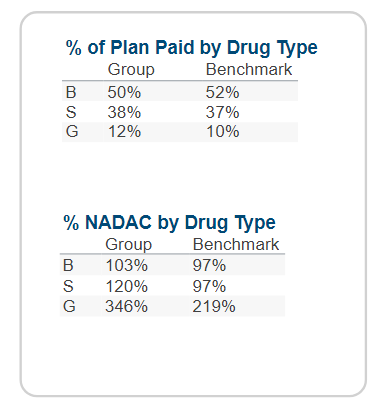 % of Plan Paid by Drug Type
Group Benchmark
B 50% 52%
S 38% 37%
G 12% 10%
% NADAC by Drug Type
Group Benchmark
B 103% 97%
S 120% 97%
G 346% 219%